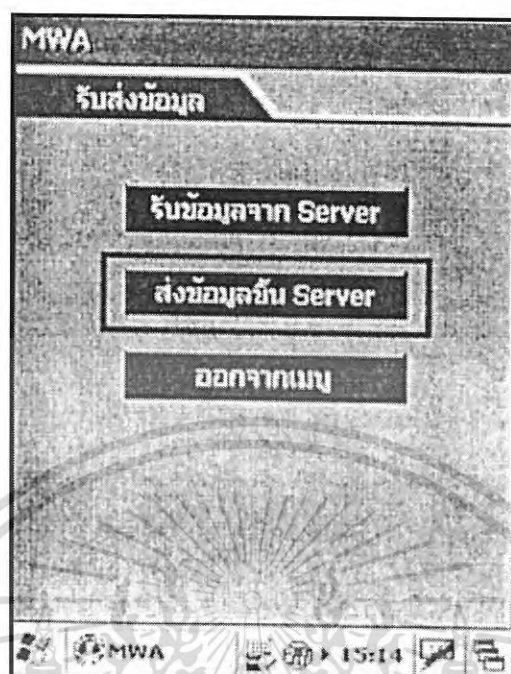 MWA
รับส่งข้อมูล
รับข้อมูลจาก Server
ส่งข้อมูลขึ้น Server
ออกจากเมนู
MWA 15:14